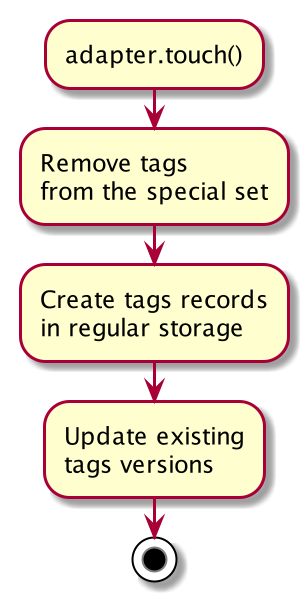 adapter.touch()
Remove tags
from the special set
Create tags records
in regular storage
Update existing
tags versions